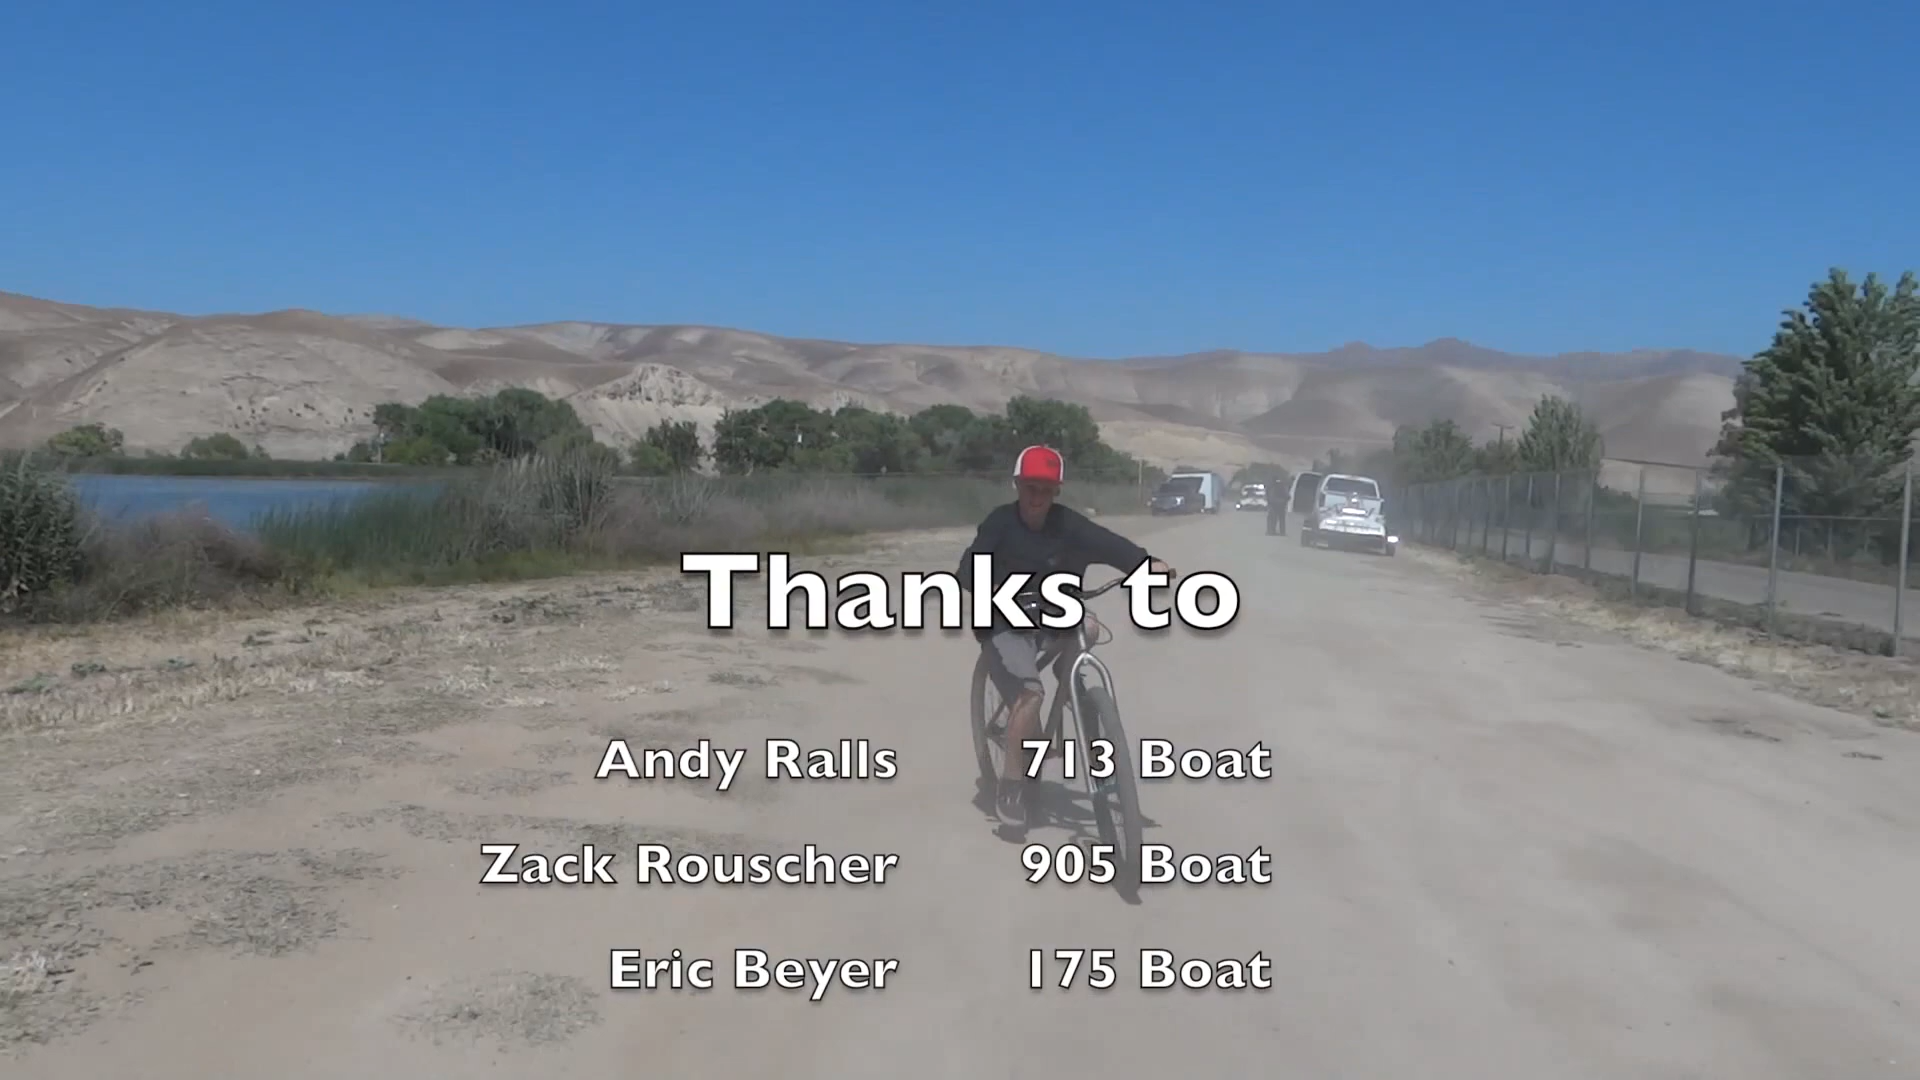 Thanks to
Andy Ralls 713 Boat
Zack Rouscher 905 Boat
Eric Beyer 175 Boat